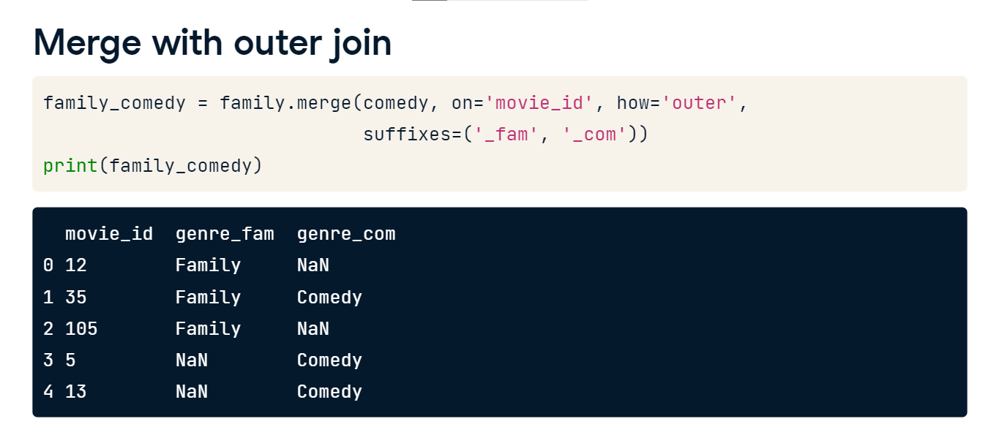 Merge with outer join
family_comedy = family.merge(comedy, on='movie_id', how='outer',
                             suffixes=('_fam', '_com'))
print(family_comedy)
  movie_id  genre_fam  genre_com
0 12        Family     NaN
1 35        Family     Comedy
2 105       Family     NaN
3 5         NaN        Comedy
4 13        NaN        Comedy